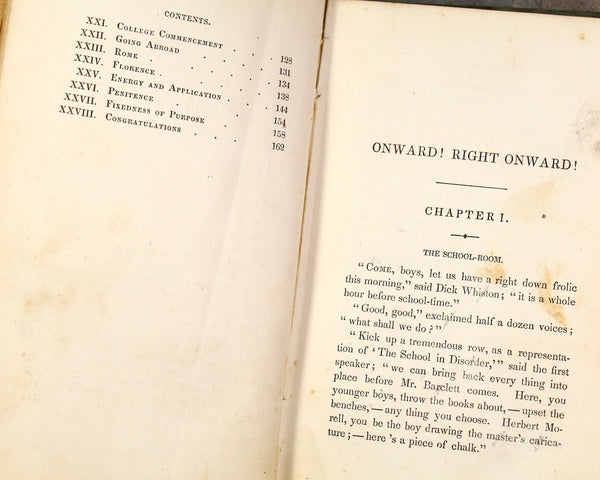 CONTENTS.
XXI. COLLEGE COMMENCEMENT . . . 128
XXII. GOING ABROAD . . . . . 131
XXIII. ROME . . . . . . 134
XXIV. FLORENCE . . . . . . 138
XXV. ENERGY AND APPLICATION . . . 144
XXVI. PENITENCE . . . . . 154
XXVII. FIXEDNESS OF PURPOSE . . . 158
XXVIII. CONGRATULATIONS . . . 162
ONWARD! RIGHT ONWARD!
CHAPTER I.
THE SCHOOL-ROOM.
“COME, boys, let us have a right down frolic
this morning,” said Dick Whiston; “it is a whole
hour before school-time.”
“Good, good,” exclaimed half a dozen voices;
“what shall we do?”
“Kick up a tremendous row, as a representa-
tion of ‘The School in Disorder,’” said the first
speaker; “we can bring back every thing into
place before Mr. Bartlett comes. Here, you
younger boys, throw the books about,—upset the
benches,—any thing you choose. Herbert Mo-
rell, you be the boy drawing the master's carica-
ture;—here's a piece of chalk.”